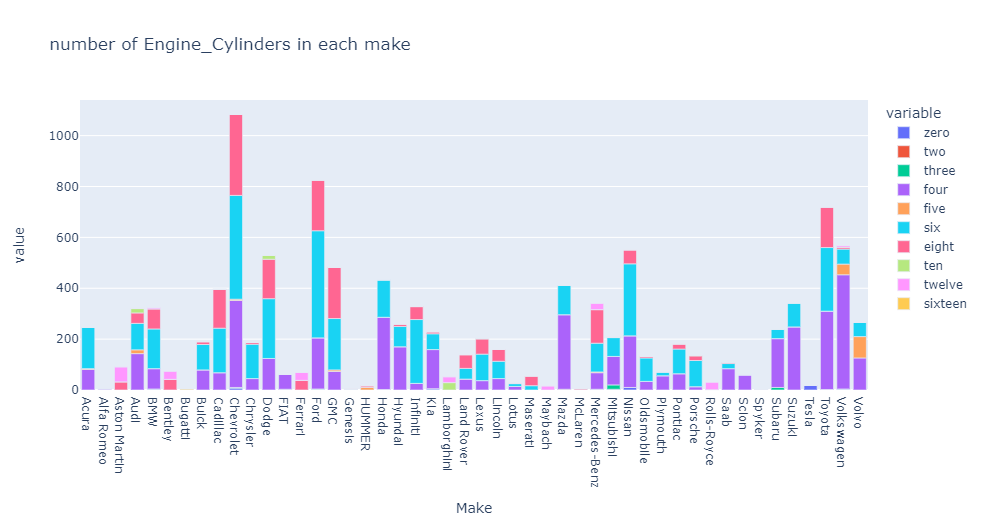 number of Engine_Cylinders in each make
variable
zero
two
three
four
five
six
eight
ten
twelve
sixteen
value
1000
800
600
400
200
0
Acura
Alfa Romeo
Aston Martin
Audi
BMW
Bentley
Bugatti
Buick
Cadillac
Chevrolet
Chrysler
Dodge
FIAT
Ferrari
Ford
GMC
Genesis
HUMMER
Honda
Hyundai
Infiniti
Kia
Lamborghini
Land Rover
Lexus
Lincoln
Lotus
Maserati
Maybach
Mazda
McLaren
Mercedes-Benz
Mitsubishi
Nissan
Oldsmobile
Plymouth
Pontiac
Porsche
Rolls-Royce
Saab
Scion
Spyker
Subaru
Suzuki
Tesla
Toyota
Volkswagen
Volvo
Make